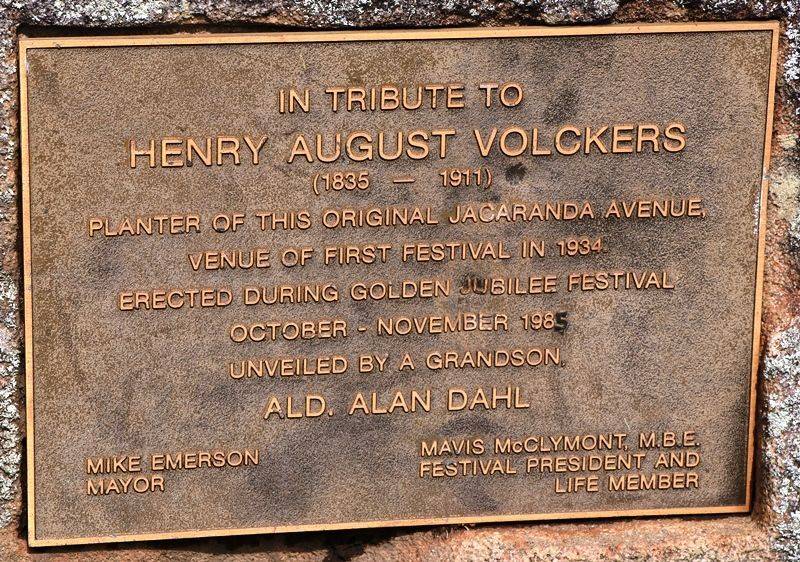 IN TRIBUTE TO
HENRY AUGUST VOLCKERS
(1835 — 1911)
PLANTER OF THIS ORIGINAL JACARANDA AVENUE,
VENUE OF FIRST FESTIVAL IN 1934.
ERECTED DURING GOLDEN JUBILEE FESTIVAL
OCTOBER - NOVEMBER 1985
UNVEILED BY A GRANDSON,
ALD. ALAN DAHL
MIKE EMERSON
MAYOR
MAVIS McCLYMONT, M.B.E.
FESTIVAL PRESIDENT AND
LIFE MEMBER